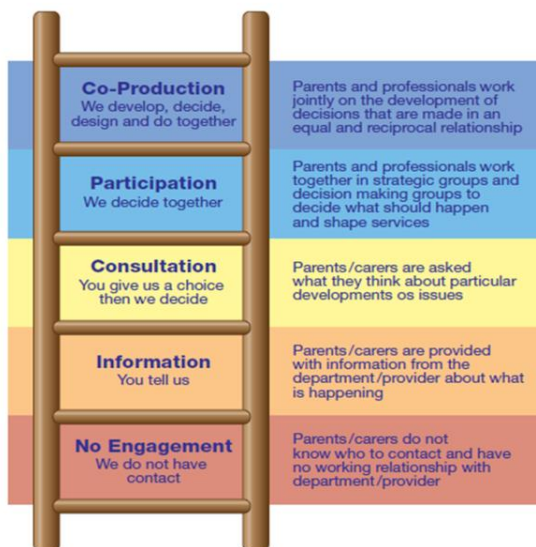 Co-Production
We develop, decide,
design and do together
Parents and professionals work
jointly on the development of
decisions that are made in an
equal and reciprocal relationship
Participation
We decide together
Parents and professionals work
together in strategic groups and
decision making groups to
decide what should happen
and shape services
Consultation
You give us a choice
then we decide
Parents/carers are asked
what they think about particular
developments os issues
Information
You tell us
Parents/carers are provided
with information from the
department/provider about what
is happening
No Engagement
We do not have
contact
Parents/carers do not
know who to contact and have
no working relationship with
department/provider